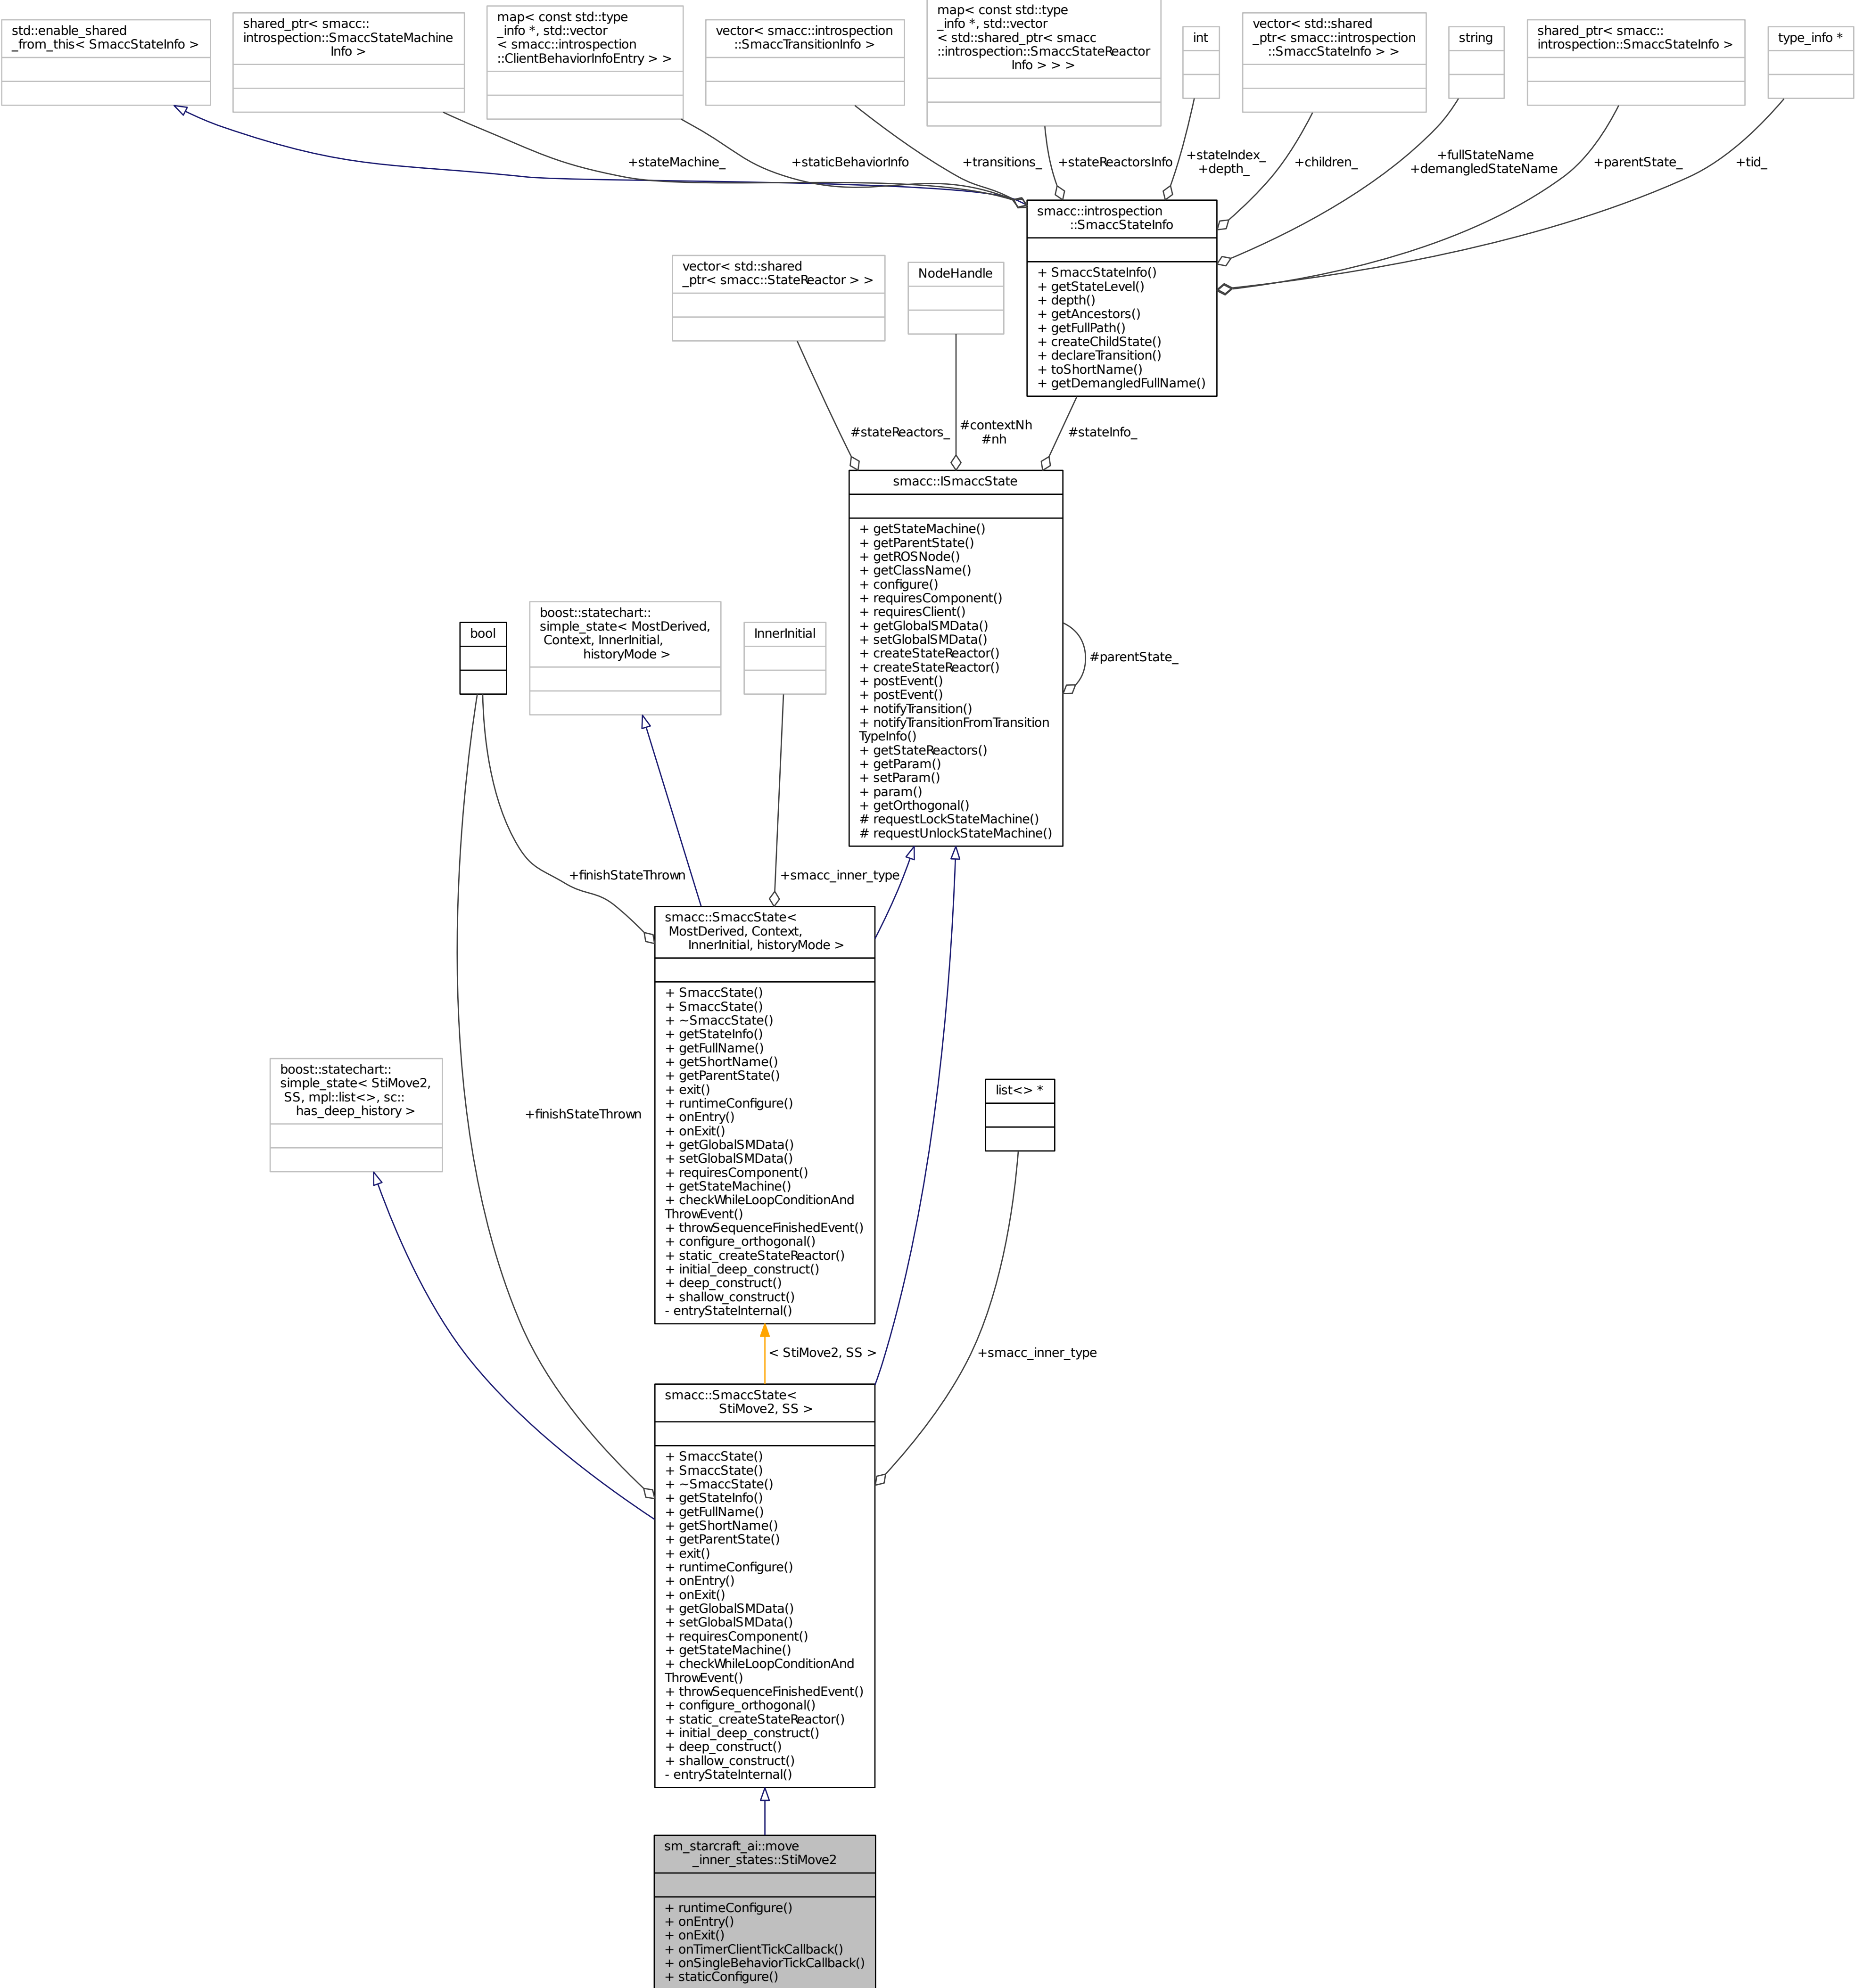 std::enable_shared
_from_this< SmaccStateInfo >
shared_ptr< smacc::
introspection::SmaccStateMachine
Info >
map< const std::type
_info *, std::vector
< smacc::introspection
::ClientBehaviorInfoEntry > >
vector< smacc::introspection
::SmaccTransitionInfo >
map< const std::type
_info *, std::vector
< std::shared_ptr< smacc
::introspection::SmaccStateReactor
Info > > >
int
vector< std::shared
_ptr< smacc::introspection
::SmaccStateInfo > >
string
shared_ptr< smacc::
introspection::SmaccStateInfo >
type_info *
+stateMachine_
+staticBehaviorInfo
+transitions_
+stateReactorsInfo
+stateIndex_
+depth_
+children_
+fullStateName
+demangledStateName
+parentState_
+tid_
smacc::introspection
::SmaccStateInfo
+ SmaccStateInfo()
+ getStateLevel()
+ depth()
+ getAncestors()
+ getFullPath()
+ createChildState()
+ declareTransition()
+ toShortName()
+ getDemangledFullName()
vector< std::shared
_ptr< smacc::StateReactor > >
NodeHandle
#stateReactors_
#contextNh
#nh
#stateInfo_
smacc::ISmaccState
+ getStateMachine()
+ getParentState()
+ getROSNode()
+ getClassName()
+ configure()
+ requiresComponent()
+ requiresClient()
+ getGlobalSMData()
+ setGlobalSMData()
+ createStateReactor()
+ createStateReactor()
+ postEvent()
+ postEvent()
+ notifyTransition()
+ notifyTransitionFromTransition
TypeInfo()
+ getStateReactors()
+ getParam()
+ setParam()
+ param()
+ getOrthogonal()
# requestLockStateMachine()
# requestUnlockStateMachine()
#parentState_
bool
boost::statechart::
simple_state< MostDerived,
Context, InnerInitial,
historyMode >
InnerInitial
+finishStateThrown
+smacc_inner_type
smacc::SmaccState<
MostDerived, Context,
InnerInitial, historyMode >
+ SmaccState()
+ SmaccState()
+ ~SmaccState()
+ getStateInfo()
+ getFullName()
+ getShortName()
+ getParentState()
+ exit()
+ runtimeConfigure()
+ onEntry()
+ onExit()
+ getGlobalSMData()
+ setGlobalSMData()
+ requiresComponent()
+ getStateMachine()
+ checkWhileLoopConditionAnd
ThrowEvent()
+ throwSequenceFinishedEvent()
+ configure_orthogonal()
+ static_createStateReactor()
+ initial_deep_construct()
+ deep_construct()
+ shallow_construct()
- entryStateInternal()
boost::statechart::
simple_state< StiMove2,
SS, mpl::list<>, sc::
has_deep_history >
+finishStateThrown
list<> *
< StiMove2, SS >
+smacc_inner_type
smacc::SmaccState<
StiMove2, SS >
+ SmaccState()
+ SmaccState()
+ ~SmaccState()
+ getStateInfo()
+ getFullName()
+ getShortName()
+ getParentState()
+ exit()
+ runtimeConfigure()
+ onEntry()
+ onExit()
+ getGlobalSMData()
+ setGlobalSMData()
+ requiresComponent()
+ getStateMachine()
+ checkWhileLoopConditionAnd
ThrowEvent()
+ throwSequenceFinishedEvent()
+ configure_orthogonal()
+ static_createStateReactor()
+ initial_deep_construct()
+ deep_construct()
+ shallow_construct()
- entryStateInternal()
sm_starcraft_ai::move
_inner_states::StiMove2
+ runtimeConfigure()
+ onEntry()
+ onExit()
+ onTimerClientTickCallback()
+ onSingleBehaviorTickCallback()
+ staticConfigure()